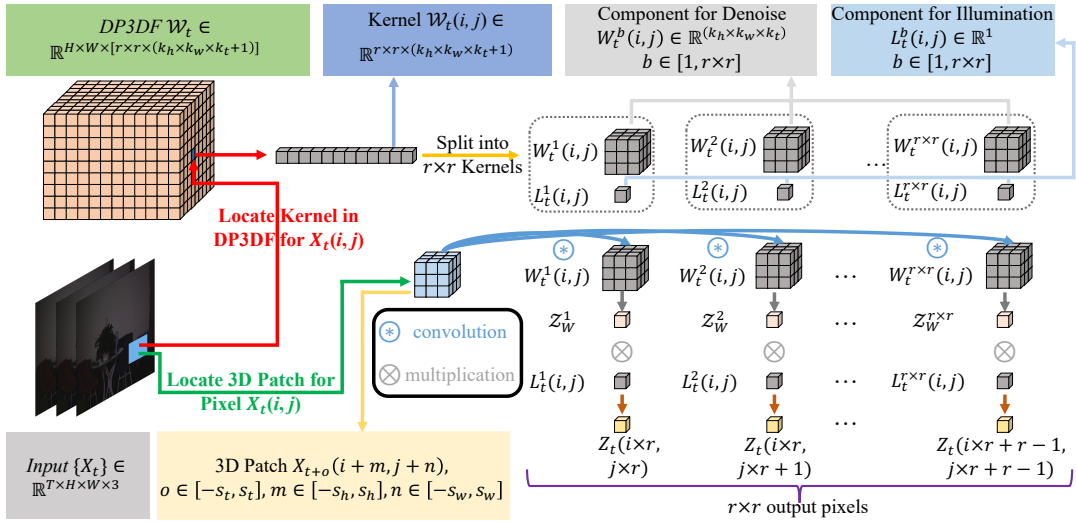 DP3DF 𝒲ₜ ∈
ℝ^{H×W×[r×r×(k_h×k_w×k_t+1)]}
Kernel 𝒲ₜ(i, j) ∈
ℝ^{r×r×(k_h×k_w×k_t+1)}
Component for Denoise
W_t^b(i, j) ∈ ℝ^{(k_h×k_w×k_t)}
b ∈ [1, r×r]
Component for Illumination
L_t^b(i, j) ∈ ℝ^1
b ∈ [1, r×r]
Split into
r×r Kernels
W_t^1(i, j)
W_t^2(i, j)
...
W_t^{r×r}(i, j)
L_t^1(i, j)
L_t^2(i, j)
L_t^{r×r}(i, j)
Locate Kernel in
DP3DF for X_t(i, j)
W_t^1(i, j)
W_t^2(i, j)
...
W_t^{r×r}(i, j)
convolution
multiplication
𝒵_W^1
𝒵_W^2
...
𝒵_W^{r×r}
Locate 3D Patch for
Pixel X_t(i, j)
L_t^1(i, j)
L_t^2(i, j)
...
L_t^{r×r}(i, j)
...
Z_t(i×r,
j×r)
Z_t(i×r,
j×r + 1)
Z_t(i×r + r − 1,
j×r + r − 1)
Input {X_t} ∈
ℝ^{T×H×W×3}
3D Patch X_{t+o}(i + m, j + n),
o ∈ [−s_t, s_t], m ∈ [−s_h, s_h], n ∈ [−s_w, s_w]
r×r output pixels